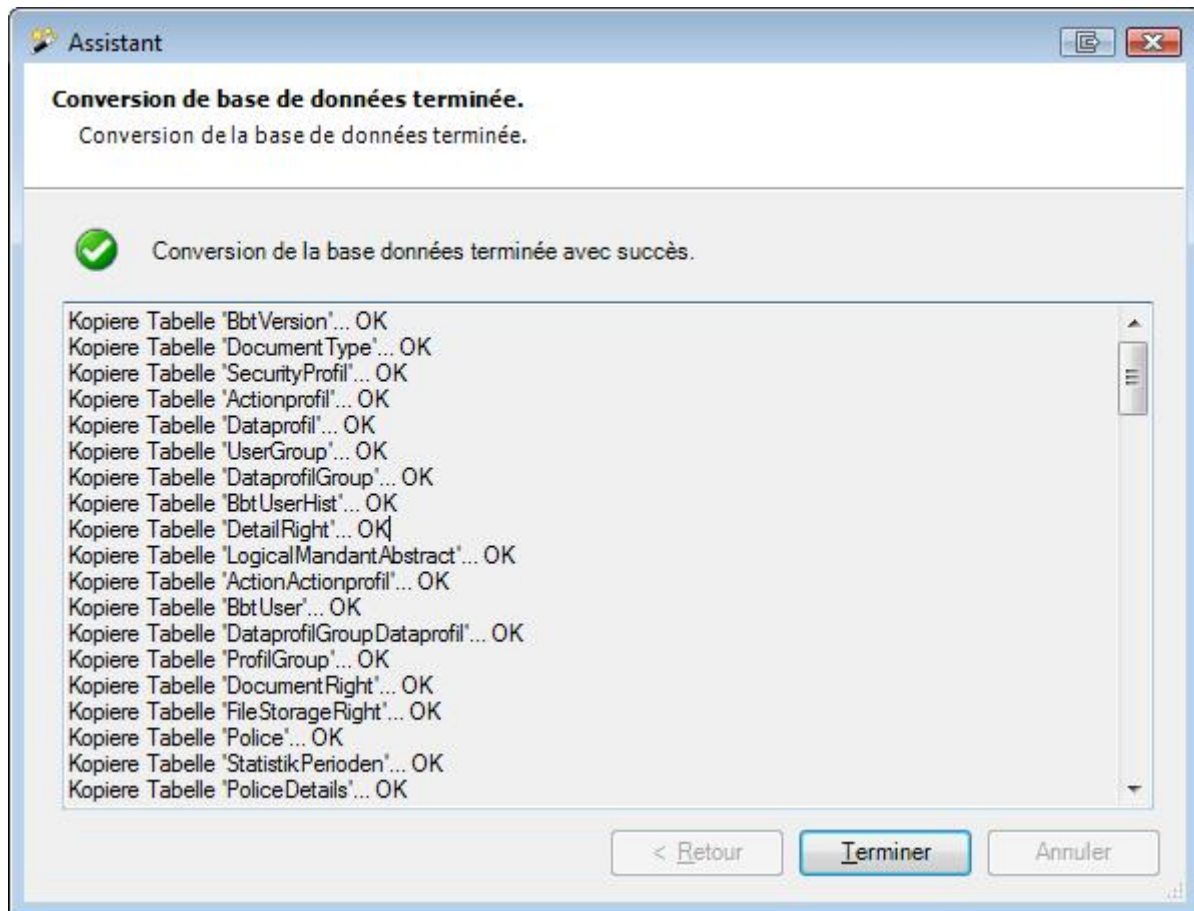 Assistant
Conversion de base de données terminée.
Conversion de la base de données terminée.
Conversion de la base données terminée avec succès.
Kopiere Tabelle 'BbtVersion'... OK
Kopiere Tabelle 'DocumentType'... OK
Kopiere Tabelle 'SecurityProfil'... OK
Kopiere Tabelle 'Actionprofil'... OK
Kopiere Tabelle 'Dataprofil'... OK
Kopiere Tabelle 'UserGroup'... OK
Kopiere Tabelle 'DataprofilGroup'... OK
Kopiere Tabelle 'BbtUserHist'... OK
Kopiere Tabelle 'DetailRight'... OK
Kopiere Tabelle 'LogicalMandantAbstract'... OK
Kopiere Tabelle 'ActionActionprofil'... OK
Kopiere Tabelle 'BbtUser'... OK
Kopiere Tabelle 'DataprofilGroupDataprofil'... OK
Kopiere Tabelle 'ProfilGroup'... OK
Kopiere Tabelle 'DocumentRight'... OK
Kopiere Tabelle 'FileStorageRight'... OK
Kopiere Tabelle 'Police'... OK
Kopiere Tabelle 'StatistikPerioden'... OK
Kopiere Tabelle 'PoliceDetails'... OK
< Retour Terminer Annuler